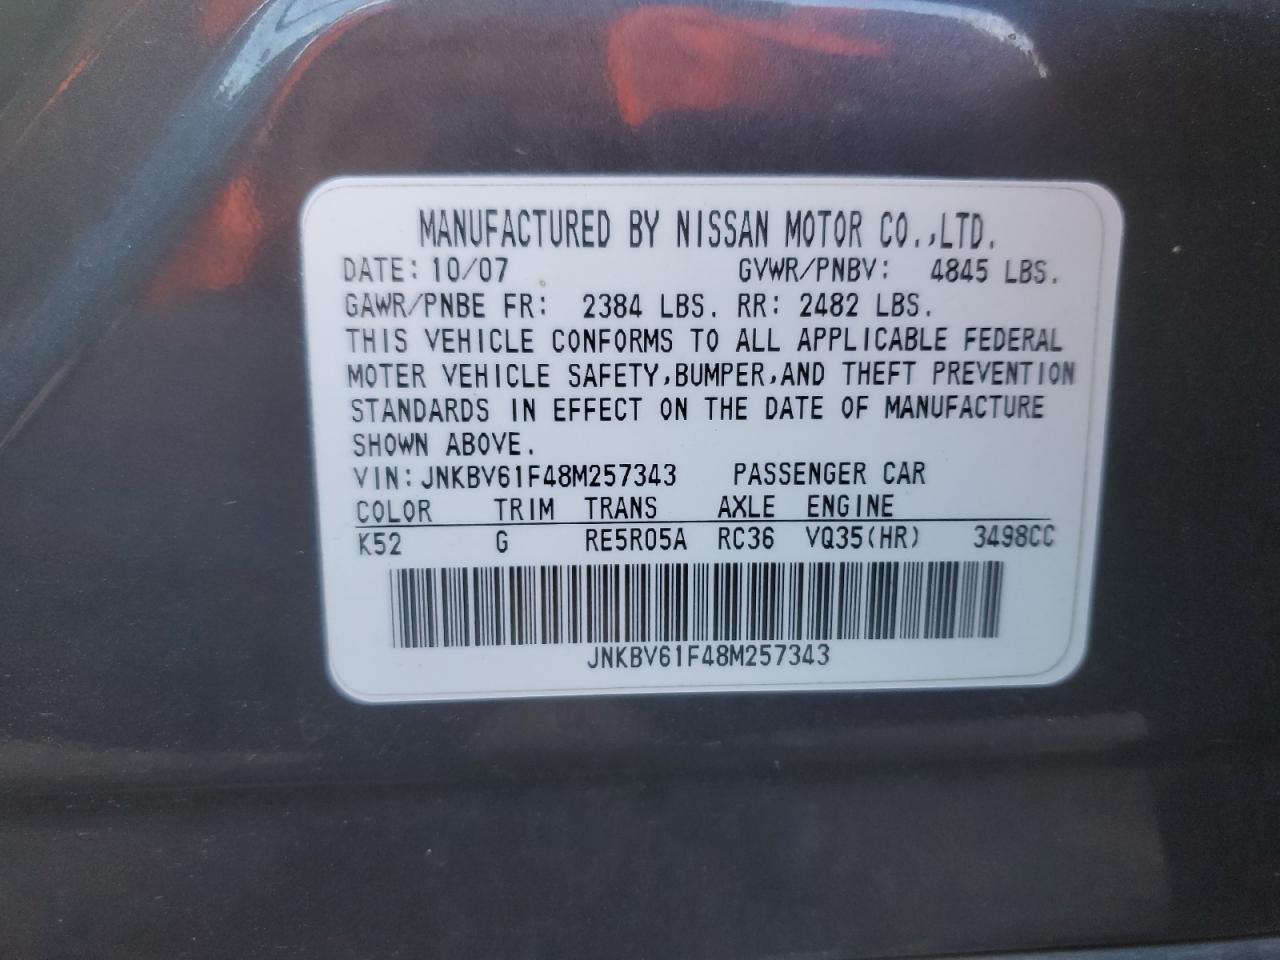 MANUFACTURED BY NISSAN MOTOR CO.,LTD.
DATE: 10/07 GVWR/PNBV: 4845 LBS.
GAWR/PNBE FR: 2384 LBS. RR: 2482 LBS.
THIS VEHICLE CONFORMS TO ALL APPLICABLE FEDERAL
MOTER VEHICLE SAFETY,BUMPER,AND THEFT PREVENTION
STANDARDS IN EFFECT ON THE DATE OF MANUFACTURE
SHOWN ABOVE.
VIN: JNKBV61F48M257343 PASSENGER CAR
COLOR TRIM TRANS AXLE ENGINE
K52 G RE5R05A RC36 VQ35(HR) 3498CC
JNKBV61F48M257343